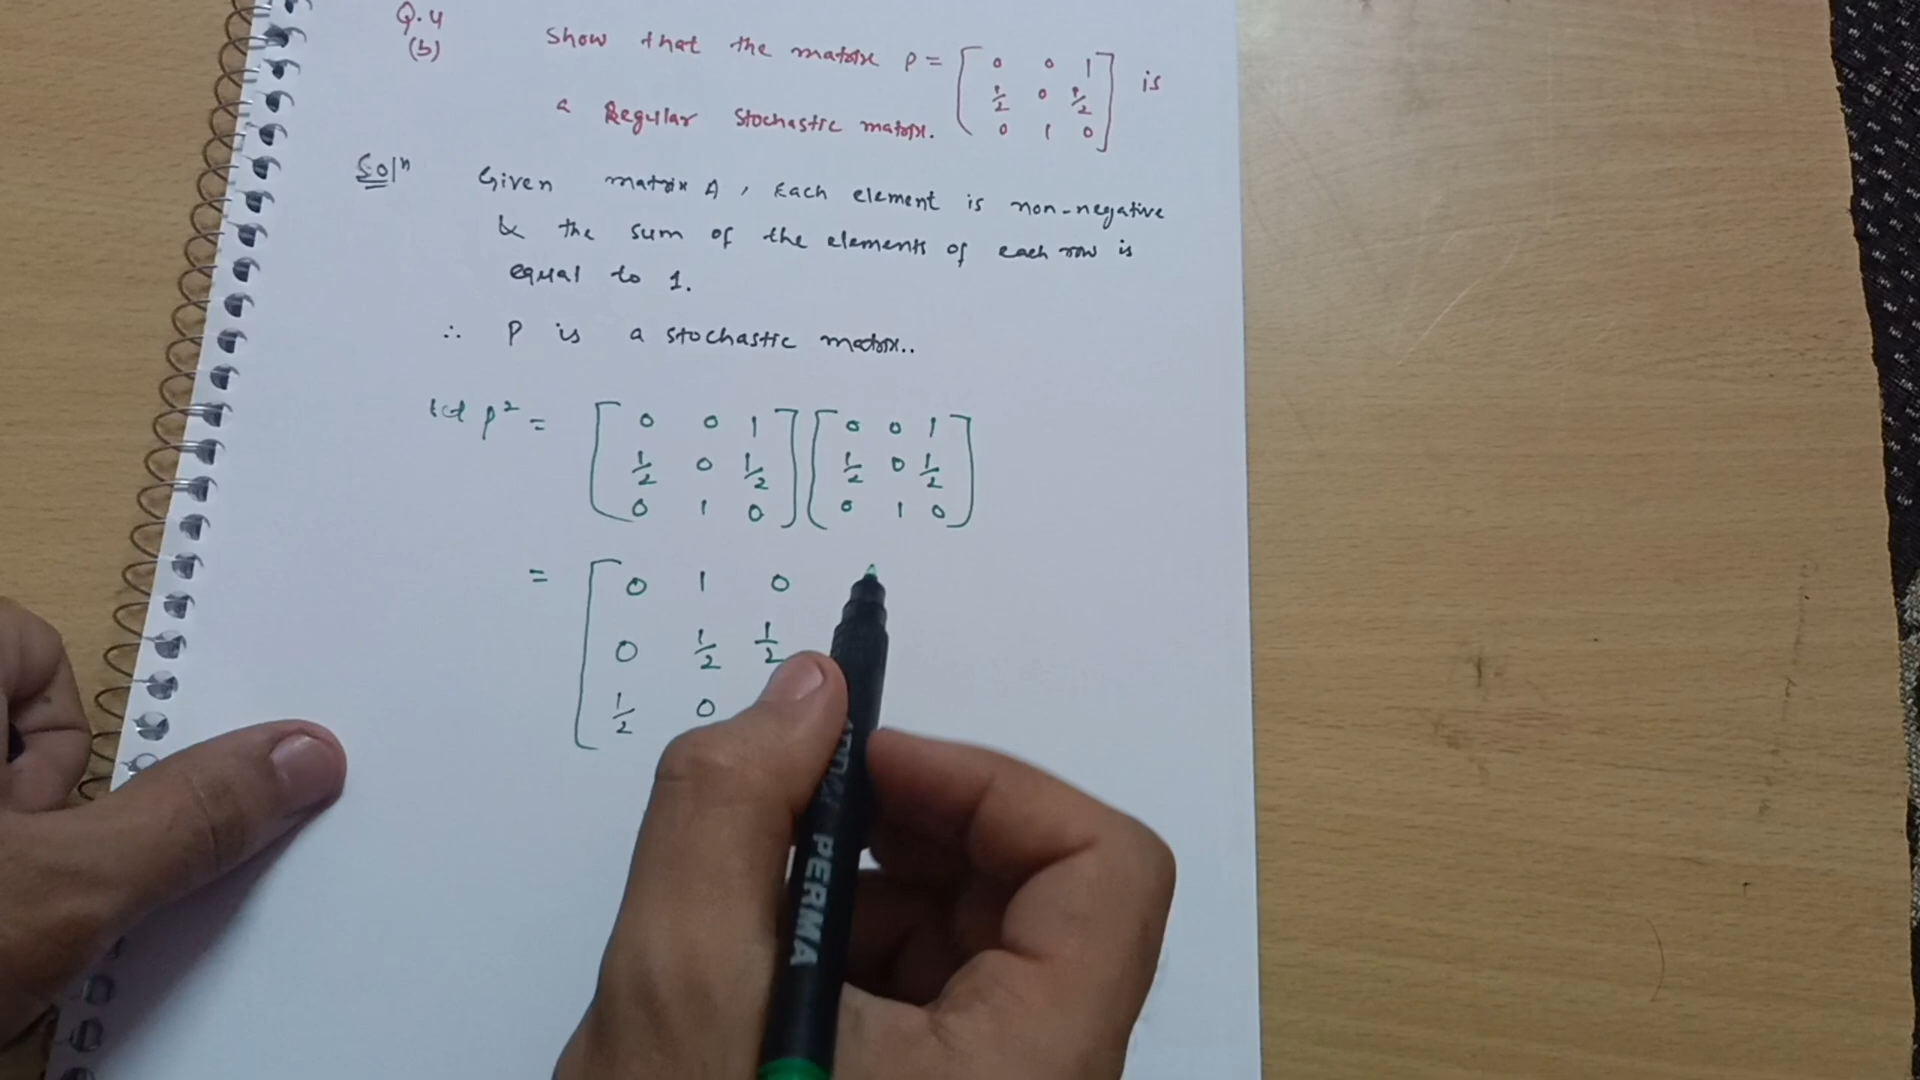 Q.4
(b)
Show that the matrix P = [ 0 0 1 ] is
1/2 0 1/2
0 1 0
a Regular Stochastic matrix.
Solⁿ Given matrix A, Each element is non-negative
& the sum of the elements of each row is
equal to 1.
∴ P is a stochastic matrix..
let P² = [ 0 0 1 ] [ 0 0 1 ]
1/2 0 1/2 1/2 0 1/2
0 1 0 0 1 0
= [ 0 1 0
0 1/2 1/2
1/2 0
PERMA